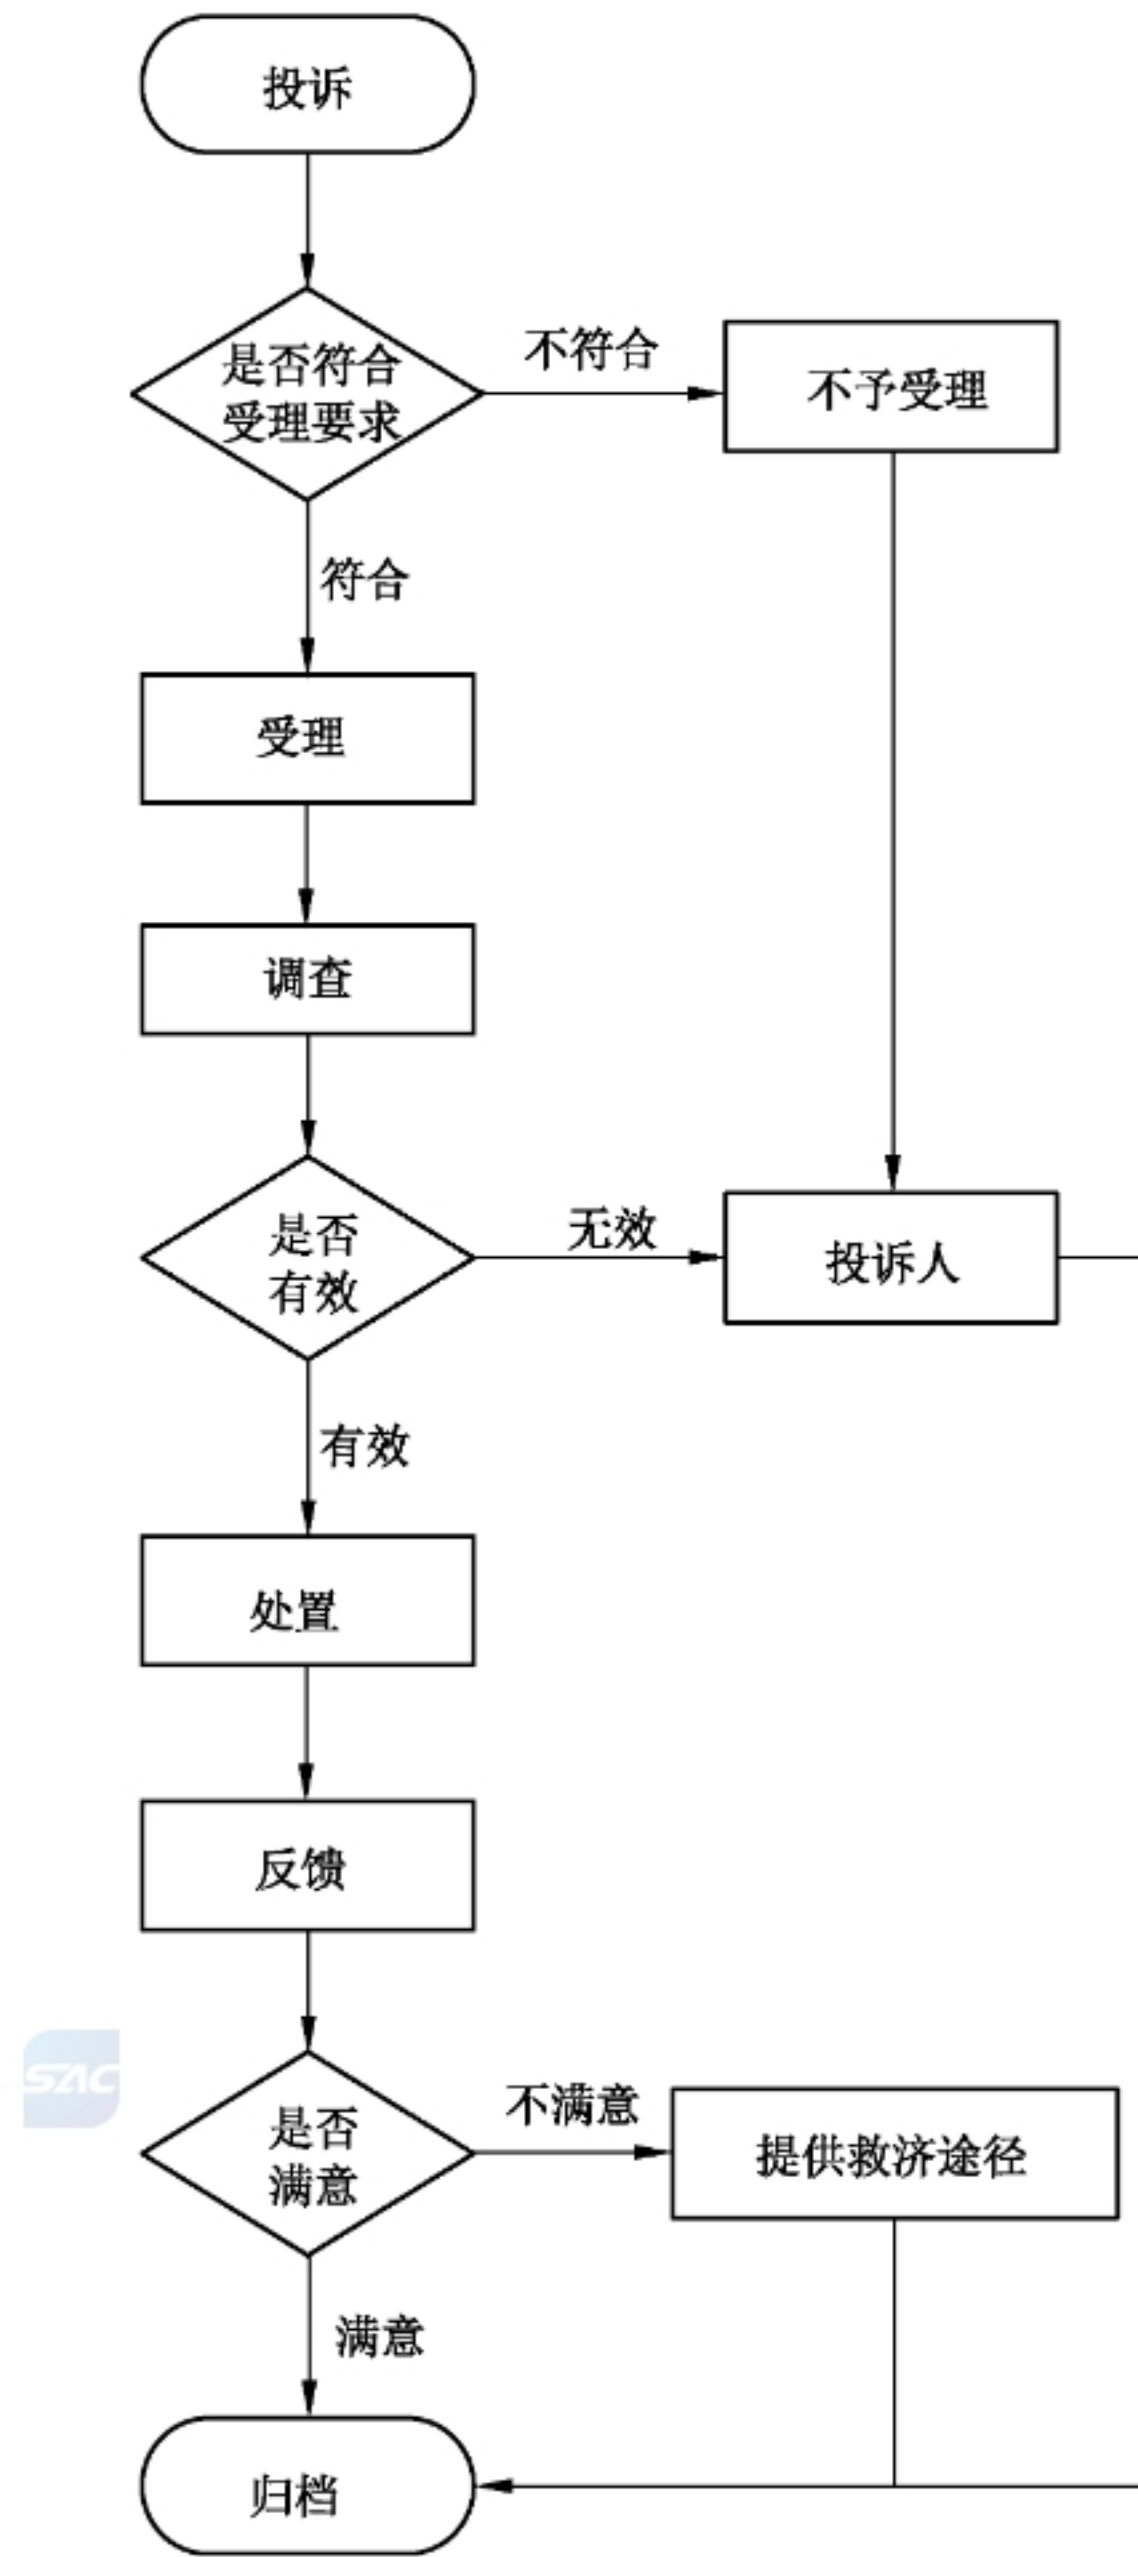 投诉
是否符合
受理要求
不符合
不予受理
符合
受理
调查
是否
有效
无效
投诉人
有效
处置
反馈
SAC
是否
满意
不满意
提供救济途径
满意
归档